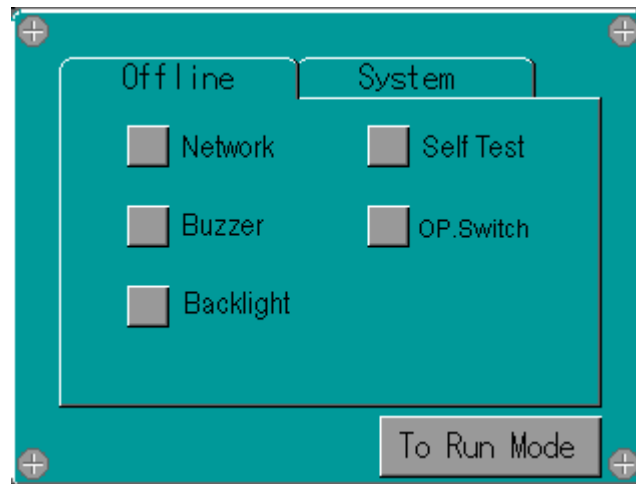 Offline System
Network Self Test
Buzzer OP.Switch
Backlight
To Run Mode